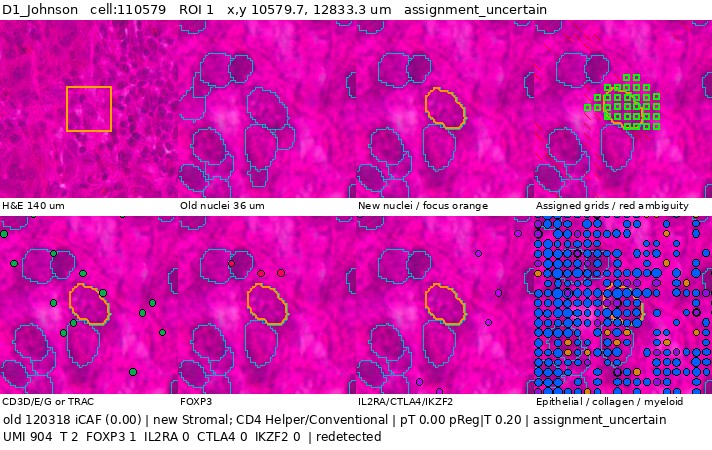 D1_Johnson   cell:110579   ROI 1   x,y 10579.7, 12833.3 um   assignment_uncertain
H&E 140 um
Old nuclei 36 um
New nuclei / focus orange
Assigned grids / red ambiguity
CD3D/E/G or TRAC
FOXP3
IL2RA/CTLA4/IKZF2
Epithelial / collagen / myeloid
old 120318 iCAF (0.00) | new Stromal; CD4 Helper/Conventional | pT 0.00 pReg|T 0.20 | assignment_uncertain
UMI 904  T 2  FOXP3 1  IL2RA 0  CTLA4 0  IKZF2 0  | redetected